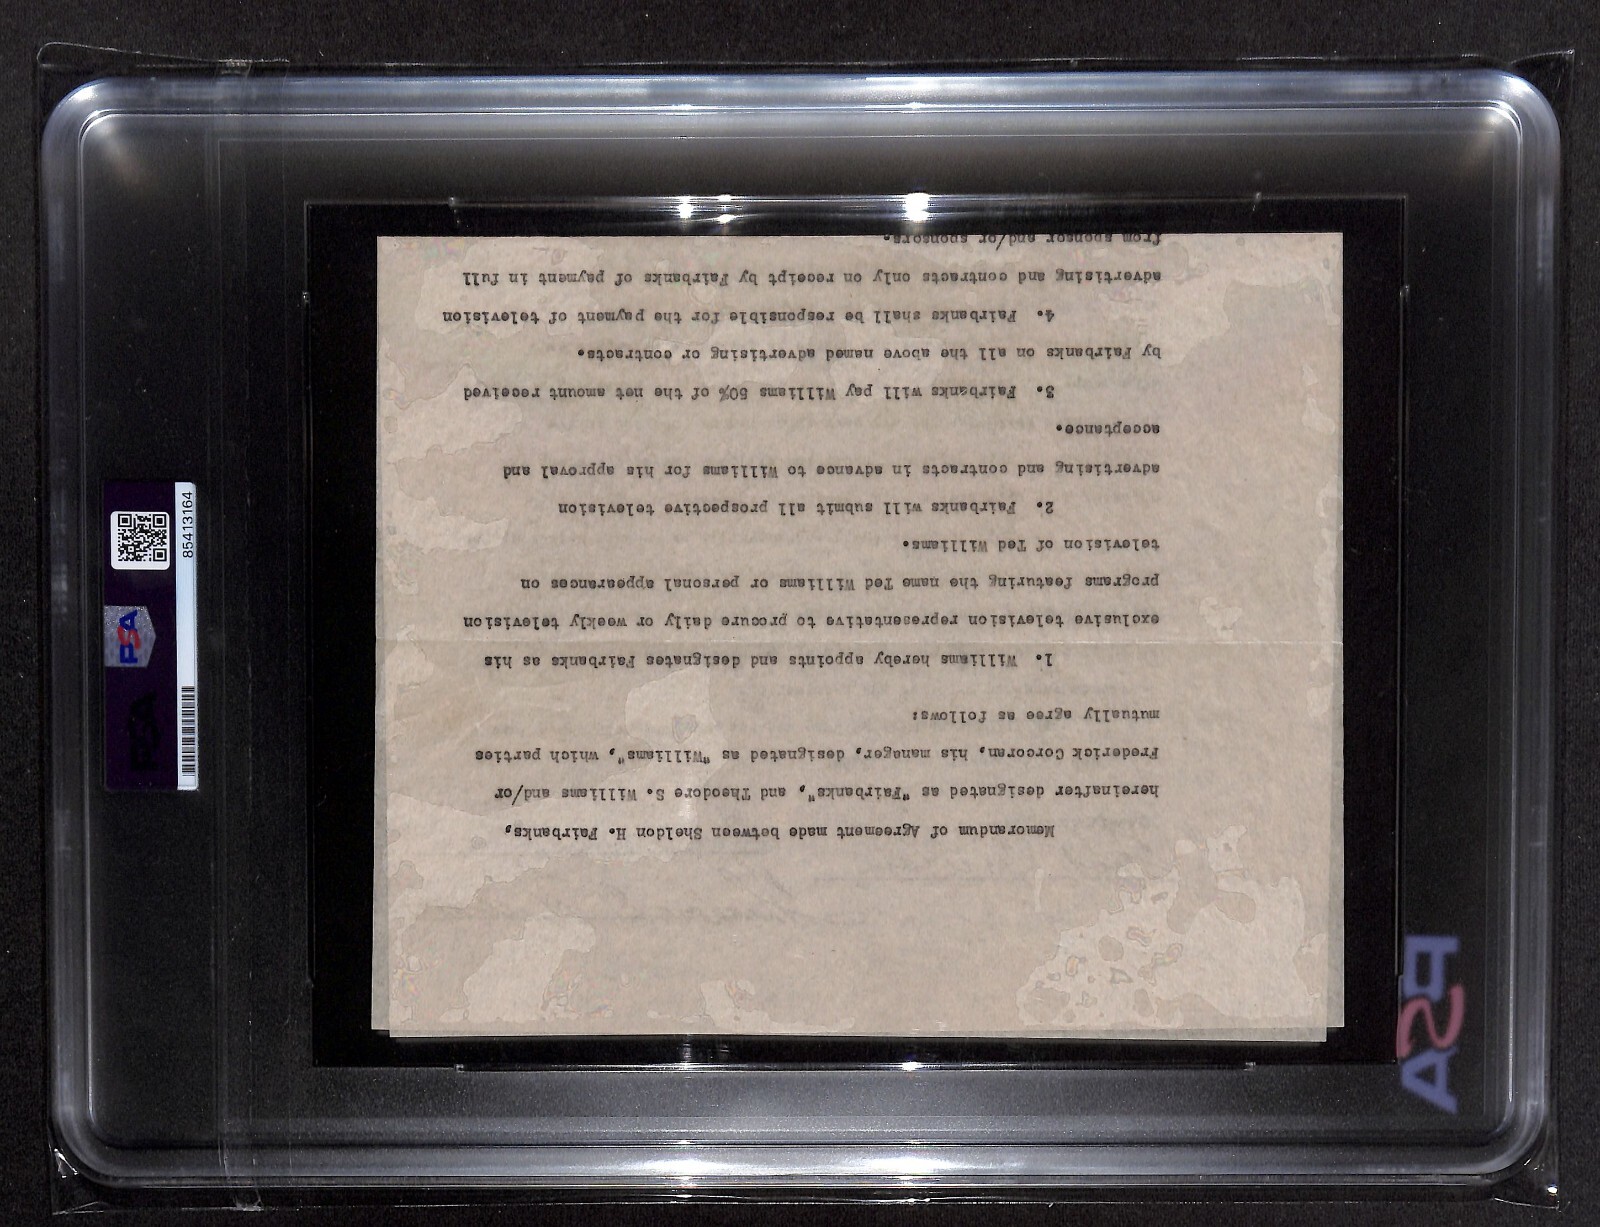 Memorandum of Agreement made between Sheldon H. Fairbanks,
hereinafter designated as "Fairbanks", and Theodore S. Williams and/or
Frederick Corcoran, his manager, designated as "Williams", which parties
mutually agree as follows:
1. Williams hereby appoints and designates Fairbanks as his
exclusive television representative to procure daily or weekly television
programs featuring the name Ted Williams or personal appearances on
television of Ted Williams.
2. Fairbanks will submit all prospective television
advertising and contracts in advance to Williams for his approval and
acceptance.
3. Fairbanks will pay Williams 50% of the net amount received
by Fairbanks on all the above named advertising or contracts.
4. Fairbanks shall be responsible for the payment of television
advertising and contracts only on receipt by Fairbanks of payment in full
from sponsor and/or sponsors.
85413164
PSA
PSA
PSA